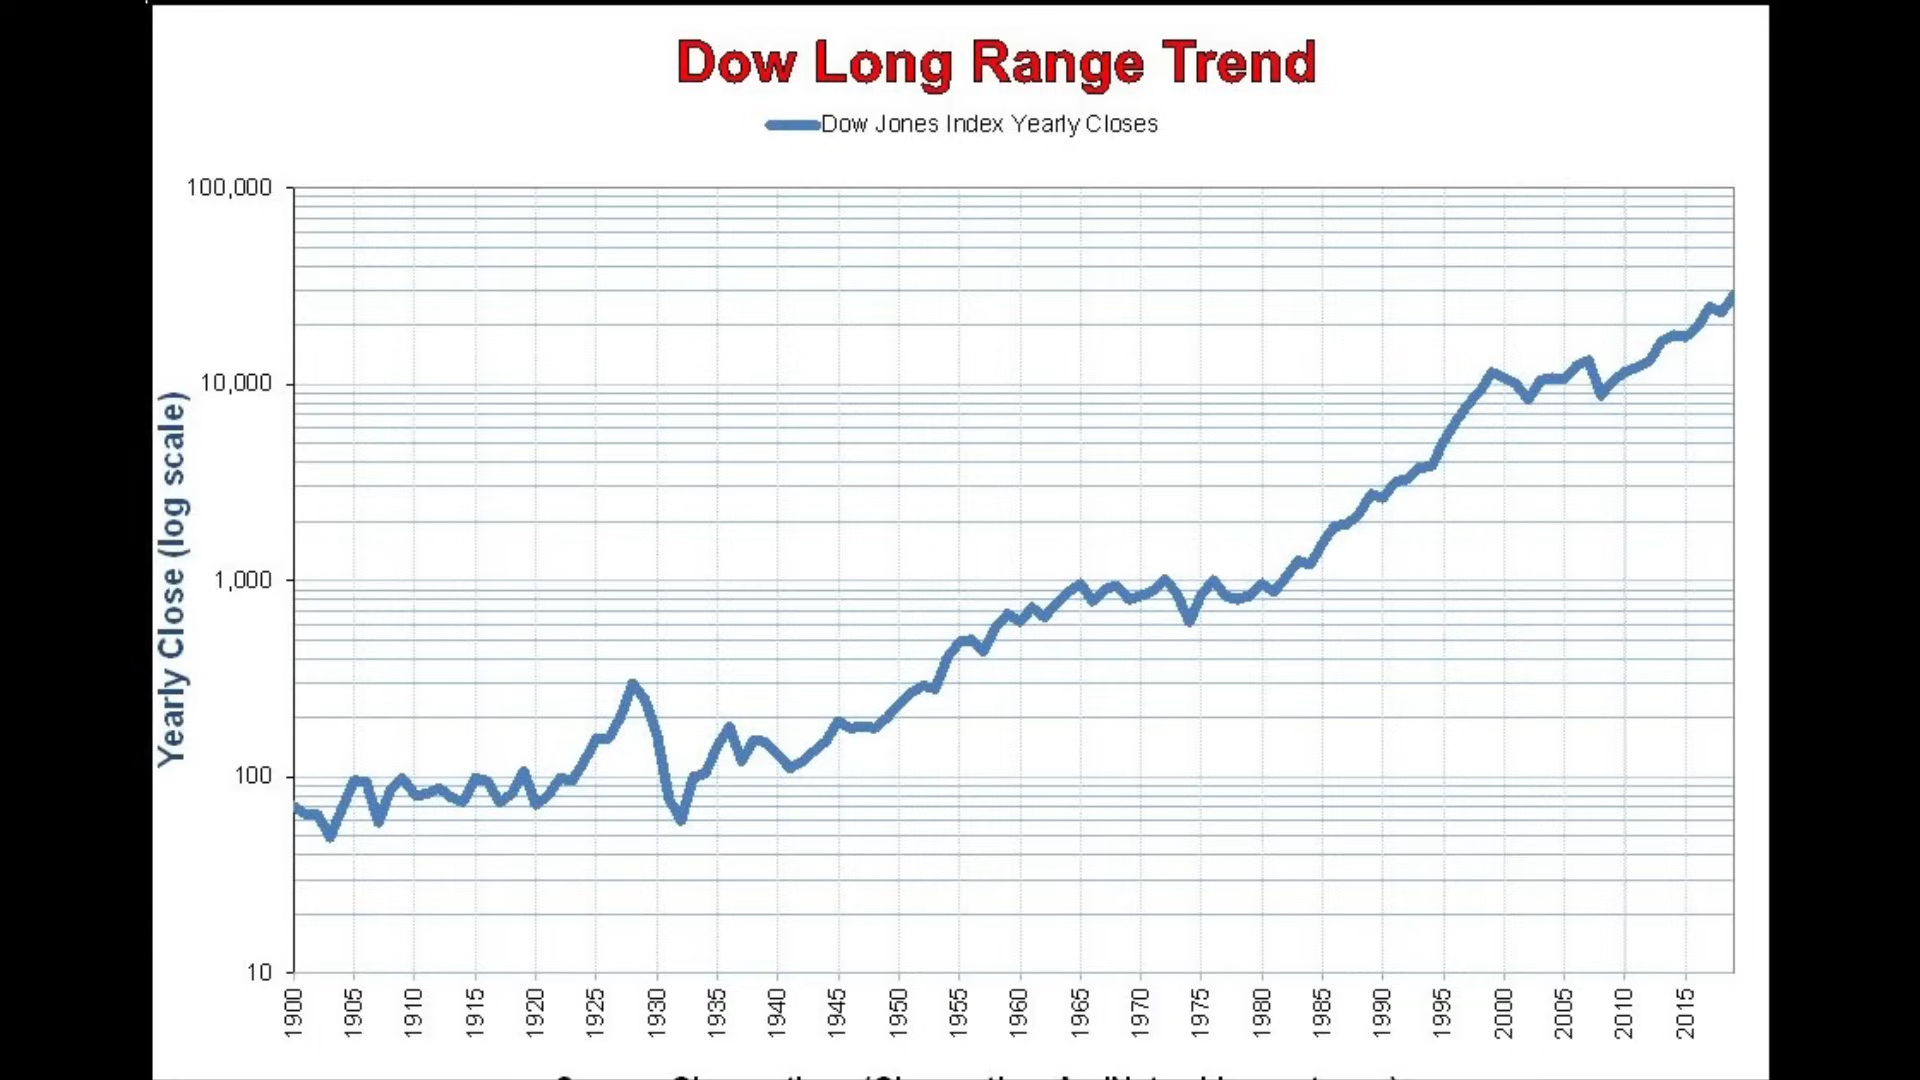 Dow Long Range Trend
Dow Jones Index Yearly Closes
100,000
10,000
1,000
100
10
Yearly Close (log scale)
1900 1905 1910 1915 1920 1925 1930 1935 1940 1945 1950 1955 1960 1965 1970 1975 1980 1985 1990 1995 2000 2005 2010 2015